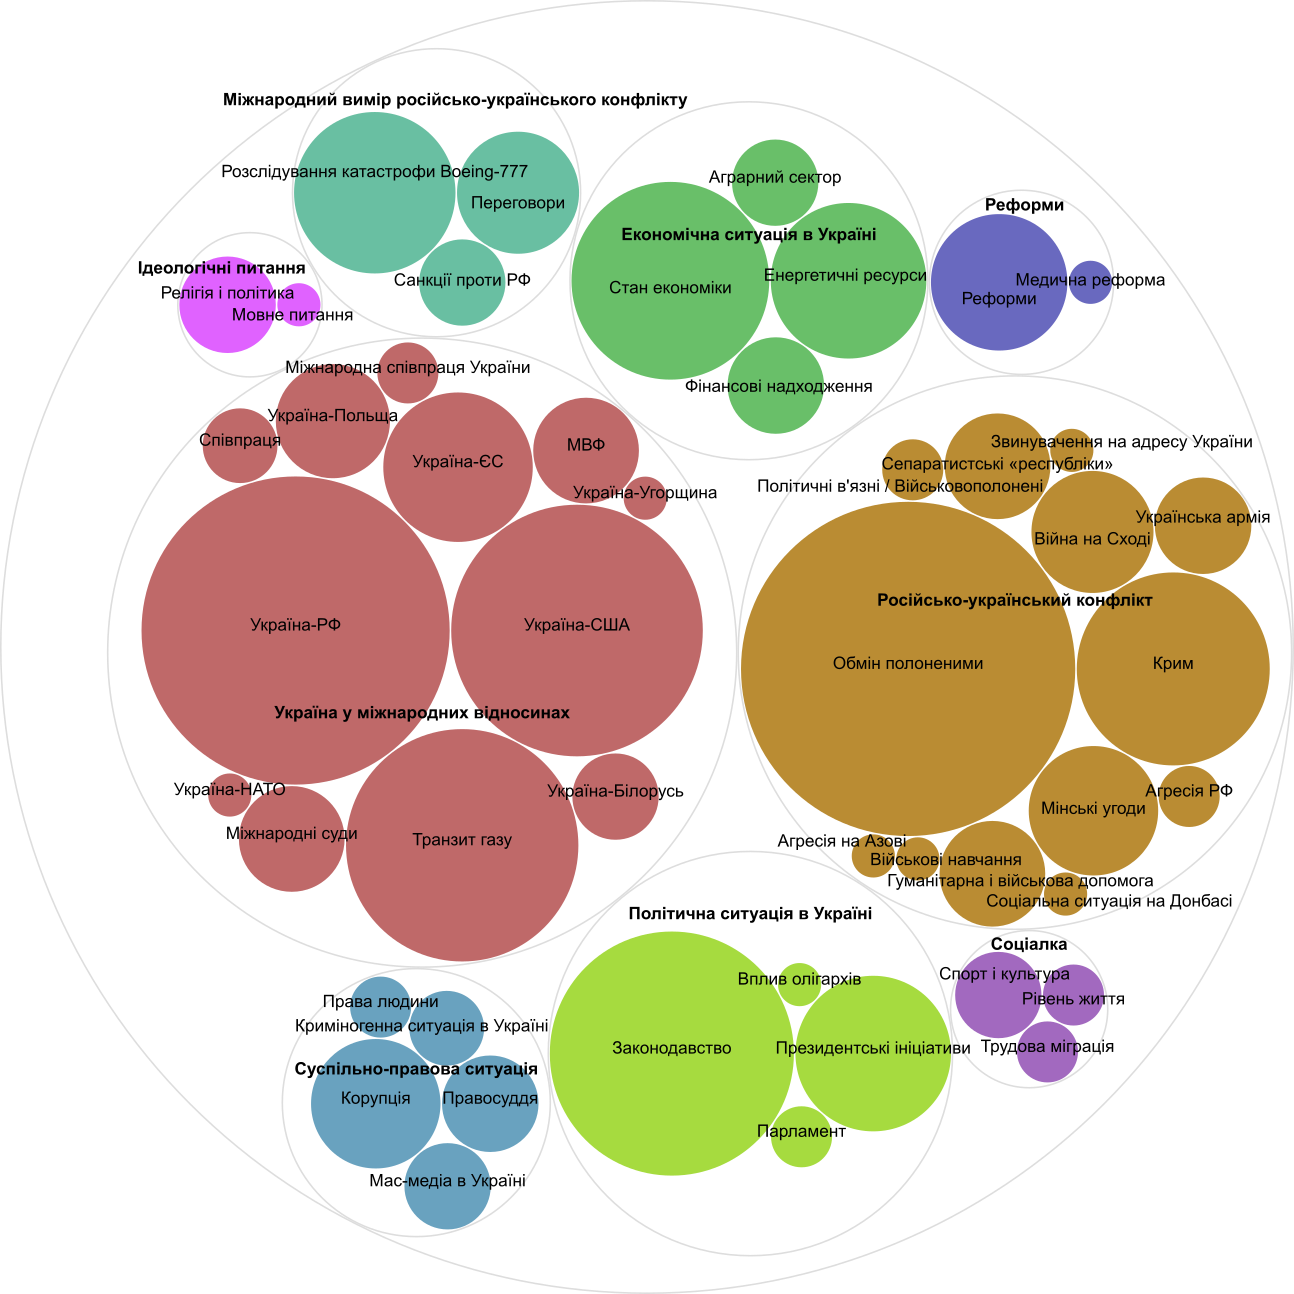 Міжнародний вимір російсько-українського конфлікту
Розслідування катастрофи Boeing-777
Переговори
Санкції проти РФ
Економічна ситуація в Україні
Аграрний сектор
Стан економіки
Енергетичні ресурси
Фінансові надходження
Реформи
Медична реформа
Реформи
Ідеологічні питання
Релігія і політика
Мовне питання
Міжнародна співпраця України
Україна-Польща
Співпраця
Україна-ЄС
МВФ
Україна-Угорщина
Україна-РФ
Україна-США
Україна у міжнародних відносинах
Україна-НАТО
Міжнародні суди
Транзит газу
Україна-Білорусь
Звинувачення на адресу України
Сепаратистські «республіки»
Політичні в'язні / Військовополонені
Українська армія
Війна на Сході
Російсько-український конфлікт
Обмін полоненими
Крим
Агресія РФ
Мінські угоди
Агресія на Азові
Військові навчання
Гуманітарна і військова допомога
Соціальна ситуація на Донбасі
Політична ситуація в Україні
Вплив олігархів
Законодавство
Президентські ініціативи
Парламент
Соціалка
Спорт і культура
Рівень життя
Трудова міграція
Права людини
Криміногенна ситуація в Україні
Суспільно-правова ситуація
Корупція
Правосуддя
Мас-медіа в Україні